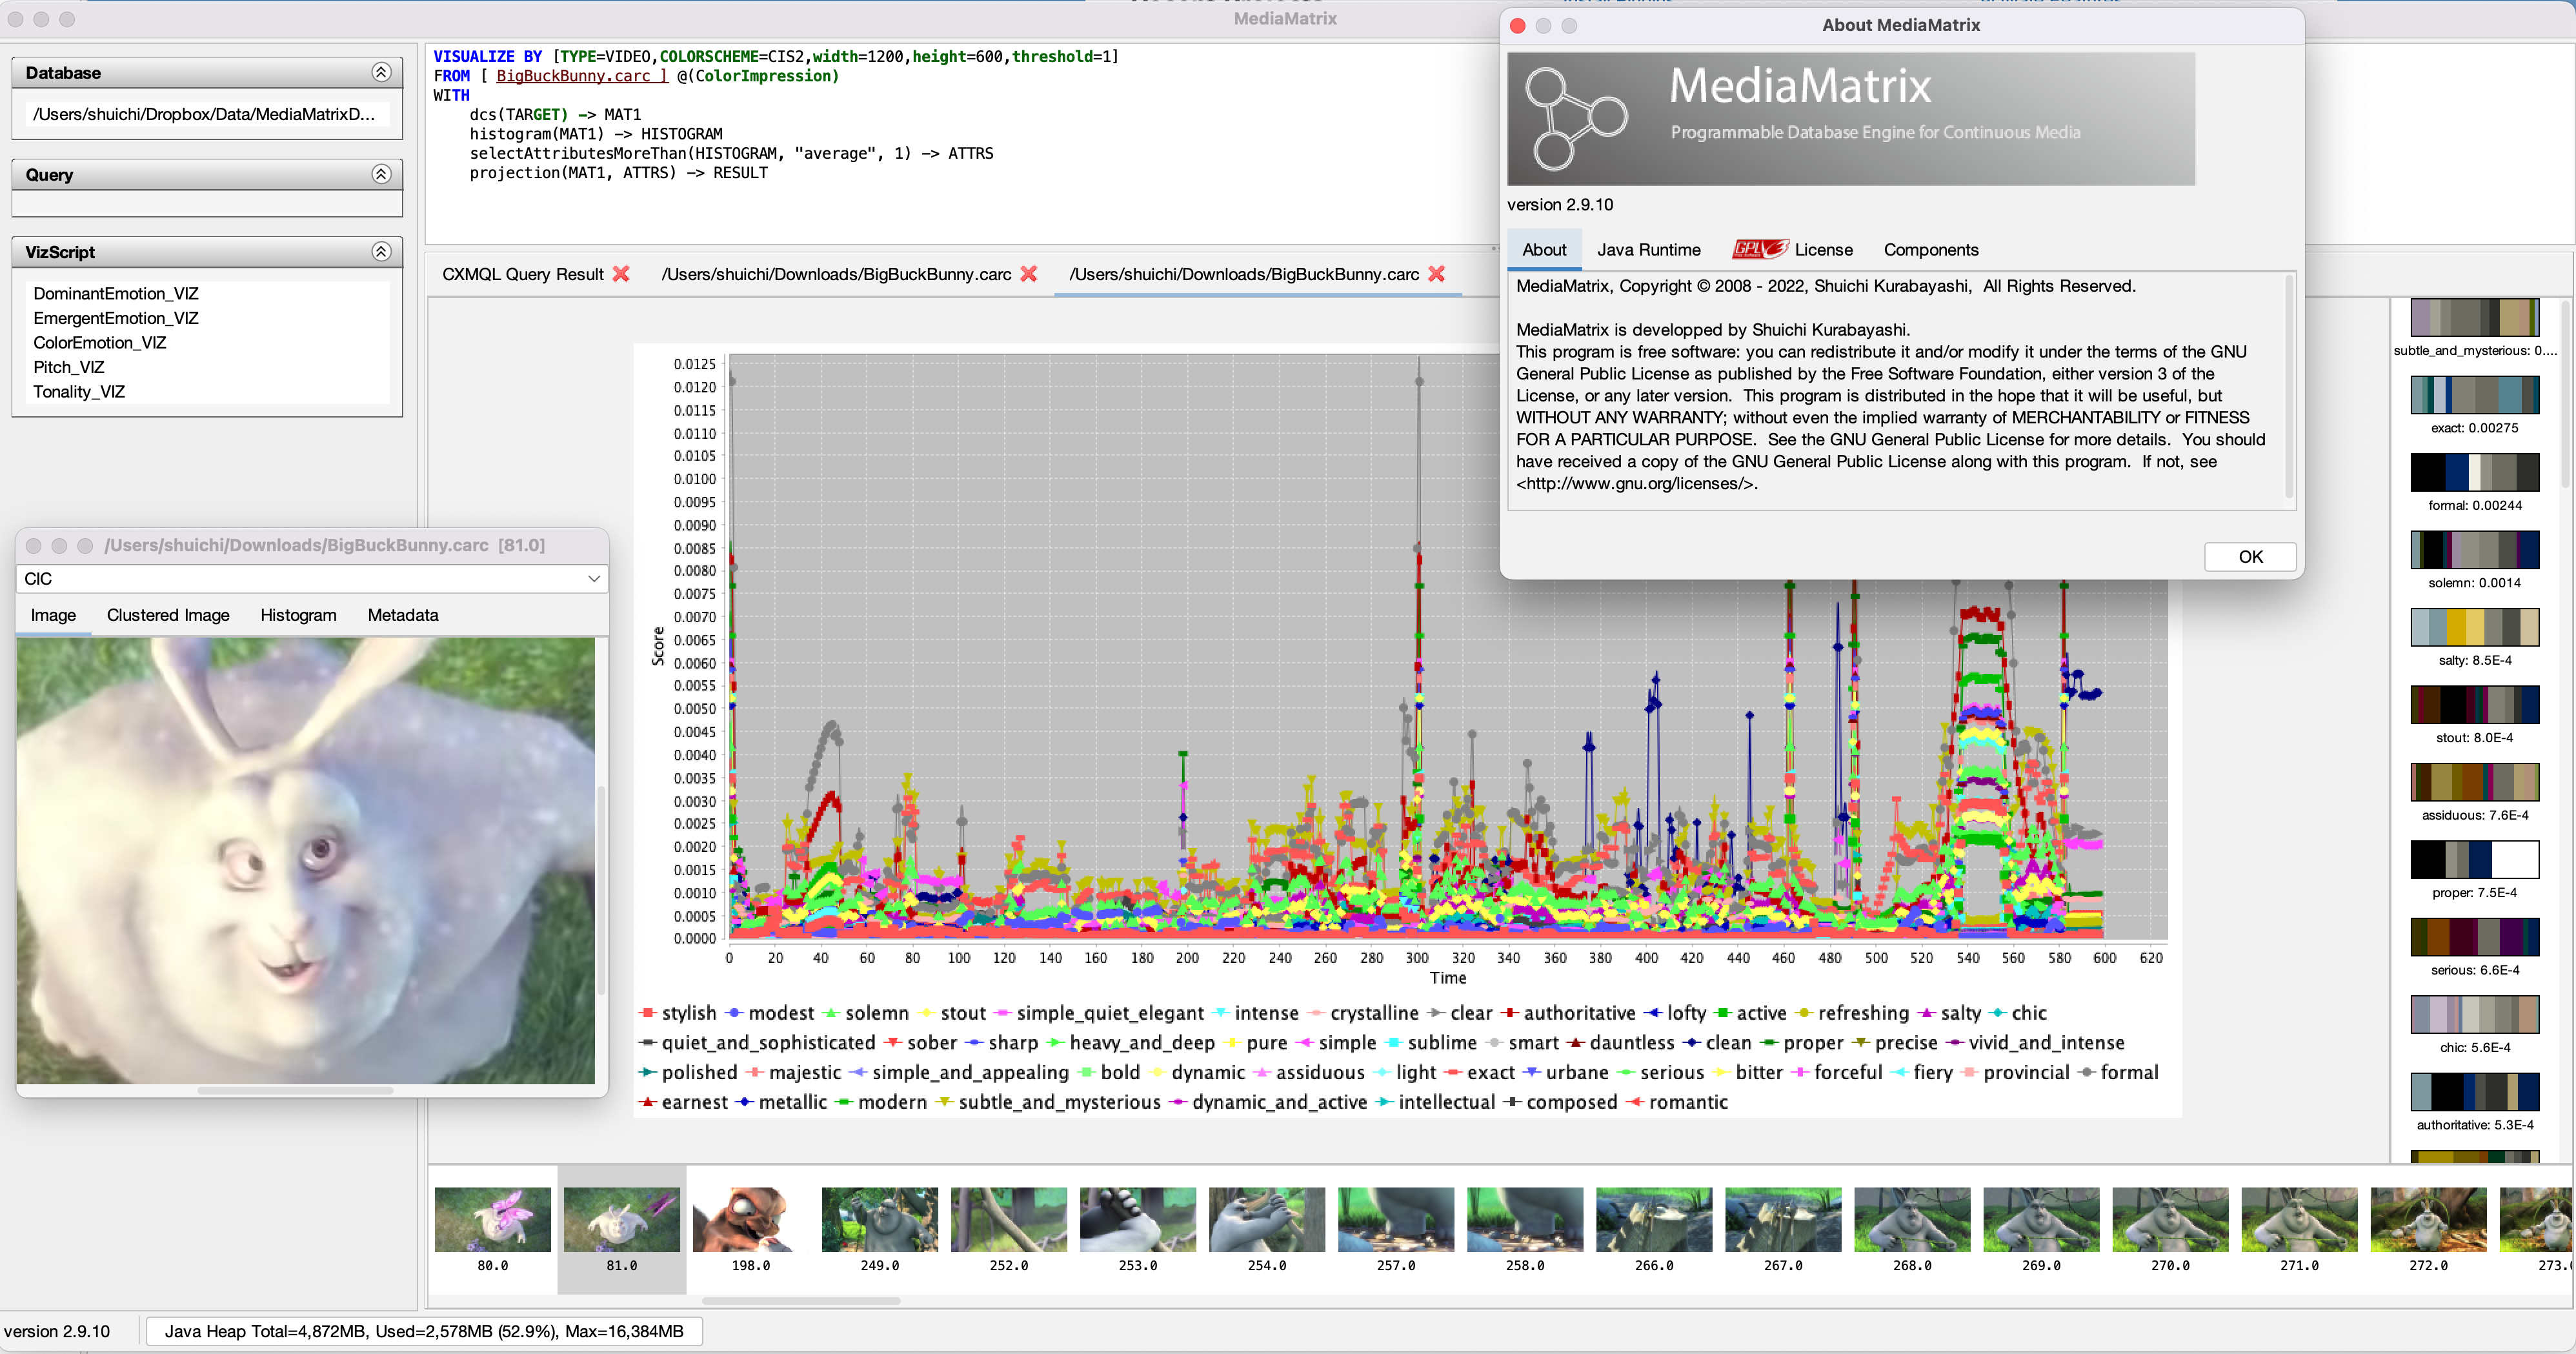 MediaMatrix
Database
/Users/shuichi/Dropbox/Data/MediaMatrixD...
Query
VizScript
DominantEmotion_VIZ
EmergentEmotion_VIZ
ColorEmotion_VIZ
Pitch_VIZ
Tonality_VIZ
VISUALIZE BY [TYPE=VIDEO,COLORSCHEME=CIS2,width=1200,height=600,threshold=1]
FROM [ BigBuckBunny.carc ] @(ColorImpression)
WITH
dcs(TARGET) -> MAT1
histogram(MAT1) -> HISTOGRAM
selectAttributesMoreThan(HISTOGRAM, "average", 1) -> ATTRS
projection(MAT1, ATTRS) -> RESULT
CXMQL Query Result /Users/shuichi/Downloads/BigBuckBunny.carc /Users/shuichi/Downloads/BigBuckBunny.carc
About MediaMatrix
MediaMatrix
Programmable Database Engine for Continuous Media
version 2.9.10
About Java Runtime GPLv3 License Components
MediaMatrix, Copyright © 2008 - 2022, Shuichi Kurabayashi, All Rights Reserved.
MediaMatrix is developped by Shuichi Kurabayashi.
This program is free software: you can redistribute it and/or modify it under the terms of the GNU
General Public License as published by the Free Software Foundation, either version 3 of the
License, or any later version. This program is distributed in the hope that it will be useful, but
WITHOUT ANY WARRANTY; without even the implied warranty of MERCHANTABILITY or FITNESS
FOR A PARTICULAR PURPOSE. See the GNU General Public License for more details. You should
have received a copy of the GNU General Public License along with this program. If not, see
<http://www.gnu.org/licenses/>.
OK
/Users/shuichi/Downloads/BigBuckBunny.carc [81.0]
CIC
Image Clustered Image Histogram Metadata
0.0125
0.0120
0.0115
0.0110
0.0105
0.0100
0.0095
0.0090
0.0085
0.0080
0.0075
0.0070
0.0065
0.0060
0.0055
0.0050
0.0045
0.0040
0.0035
0.0030
0.0025
0.0020
0.0015
0.0010
0.0005
0.0000
Score
0 20 40 60 80 100 120 140 160 180 200 220 240 260 280 300 320 340 360 380 400 420 440 460 480 500 520 540 560 580 600 620
Time
stylish modest solemn stout simple_quiet_elegant intense crystalline clear authoritative lofty active refreshing salty chic
quiet_and_sophisticated sober sharp heavy_and_deep pure simple sublime smart dauntless clean proper precise vivid_and_intense
polished majestic simple_and_appealing bold dynamic assiduous light exact urbane serious bitter forceful fiery provincial formal
earnest metallic modern subtle_and_mysterious dynamic_and_active intellectual composed romantic
subtle_and_mysterious: 0....
exact: 0.00275
formal: 0.00244
solemn: 0.0014
salty: 8.5E-4
stout: 8.0E-4
assiduous: 7.6E-4
proper: 7.5E-4
serious: 6.6E-4
chic: 5.6E-4
authoritative: 5.3E-4
80.0 81.0 198.0 249.0 252.0 253.0 254.0 257.0 258.0 266.0 267.0 268.0 269.0 270.0 271.0 272.0 273.
version 2.9.10
Java Heap Total=4,872MB, Used=2,578MB (52.9%), Max=16,384MB